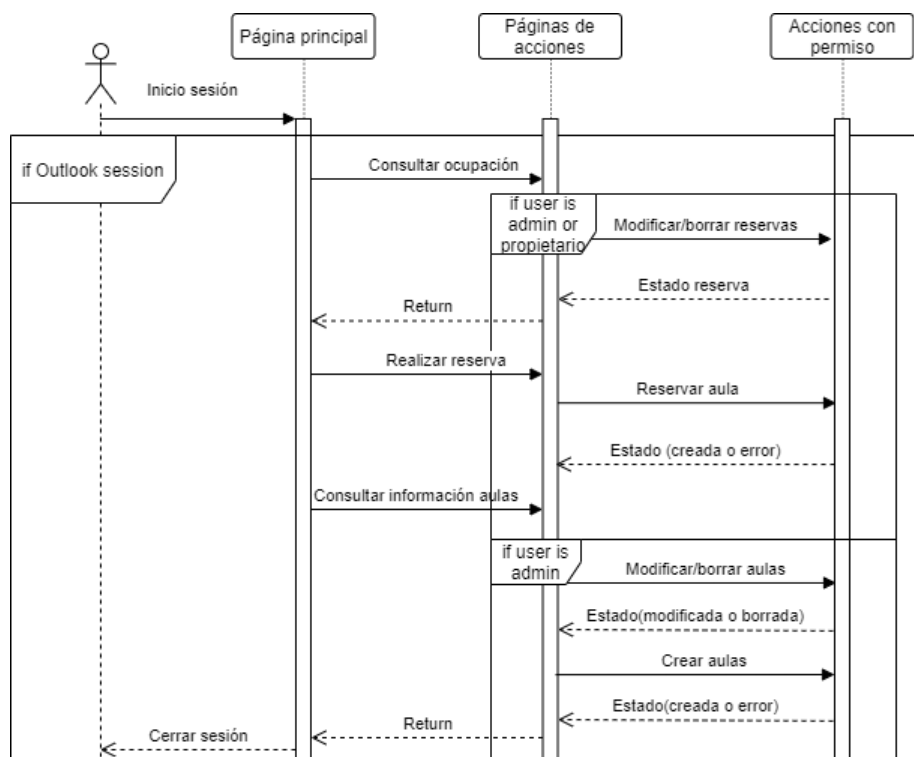 Página principal
Páginas de
acciones
Acciones con
permiso
Inicio sesión
if Outlook session
Consultar ocupación
if user is
admin or
propietario
Modificar/borrar reservas
Estado reserva
Return
Realizar reserva
Reservar aula
Estado (creada o error)
Consultar información aulas
if user is
admin
Modificar/borrar aulas
Estado(modificada o borrada)
Crear aulas
Estado(creada o error)
Return
Cerrar sesión